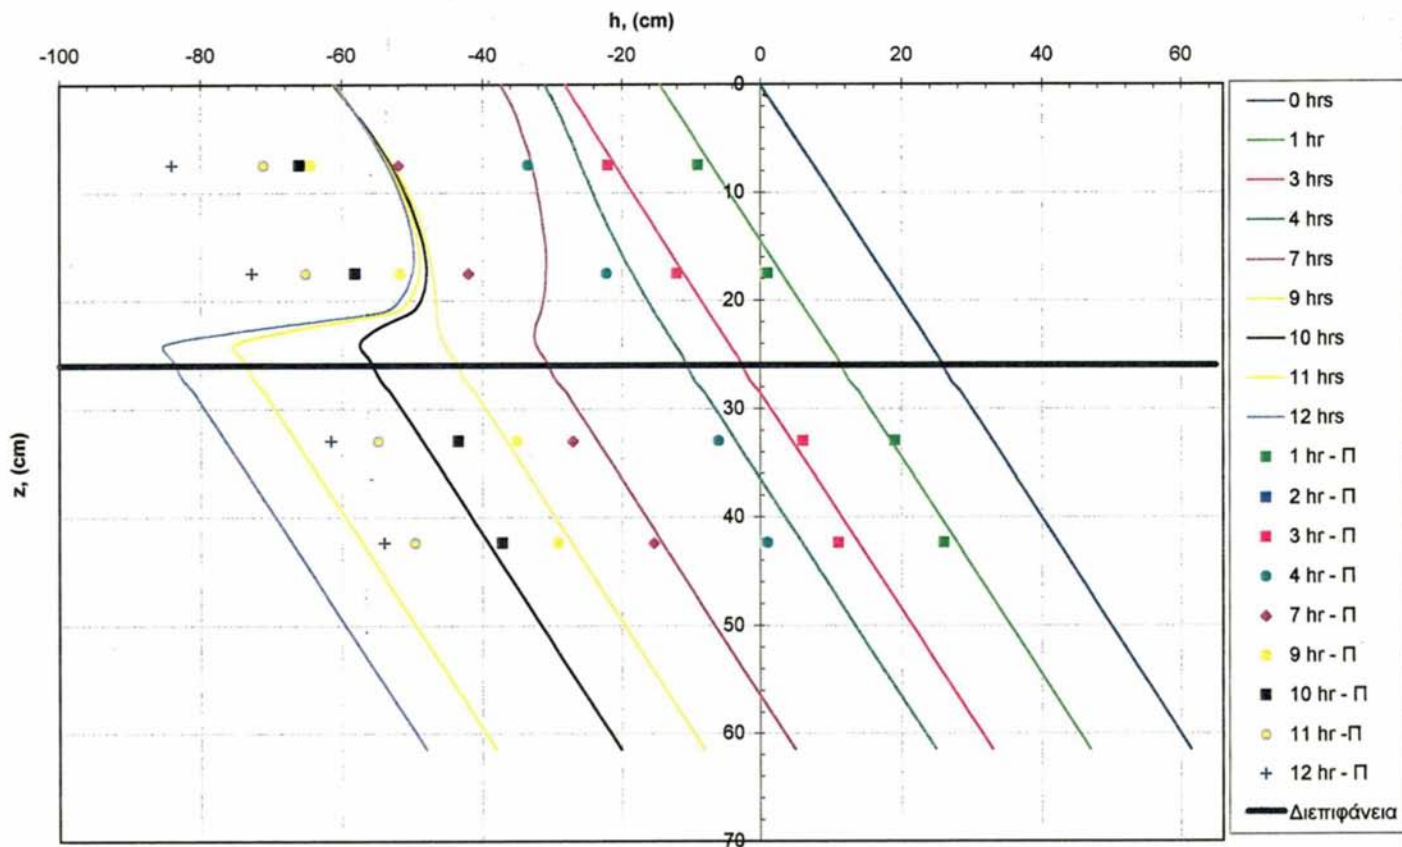 h, (cm)
-100 -80 -60 -40 -20 0 20 40 60
0
10
20
30
40
50
60
70
z, (cm)
0 hrs
1 hr
3 hrs
4 hrs
7 hrs
9 hrs
10 hrs
11 hrs
12 hrs
1 hr - Π
2 hr - Π
3 hr - Π
4 hr - Π
7 hr - Π
9 hr - Π
10 hr - Π
11 hr -Π
12 hr - Π
Διεπιφάνεια